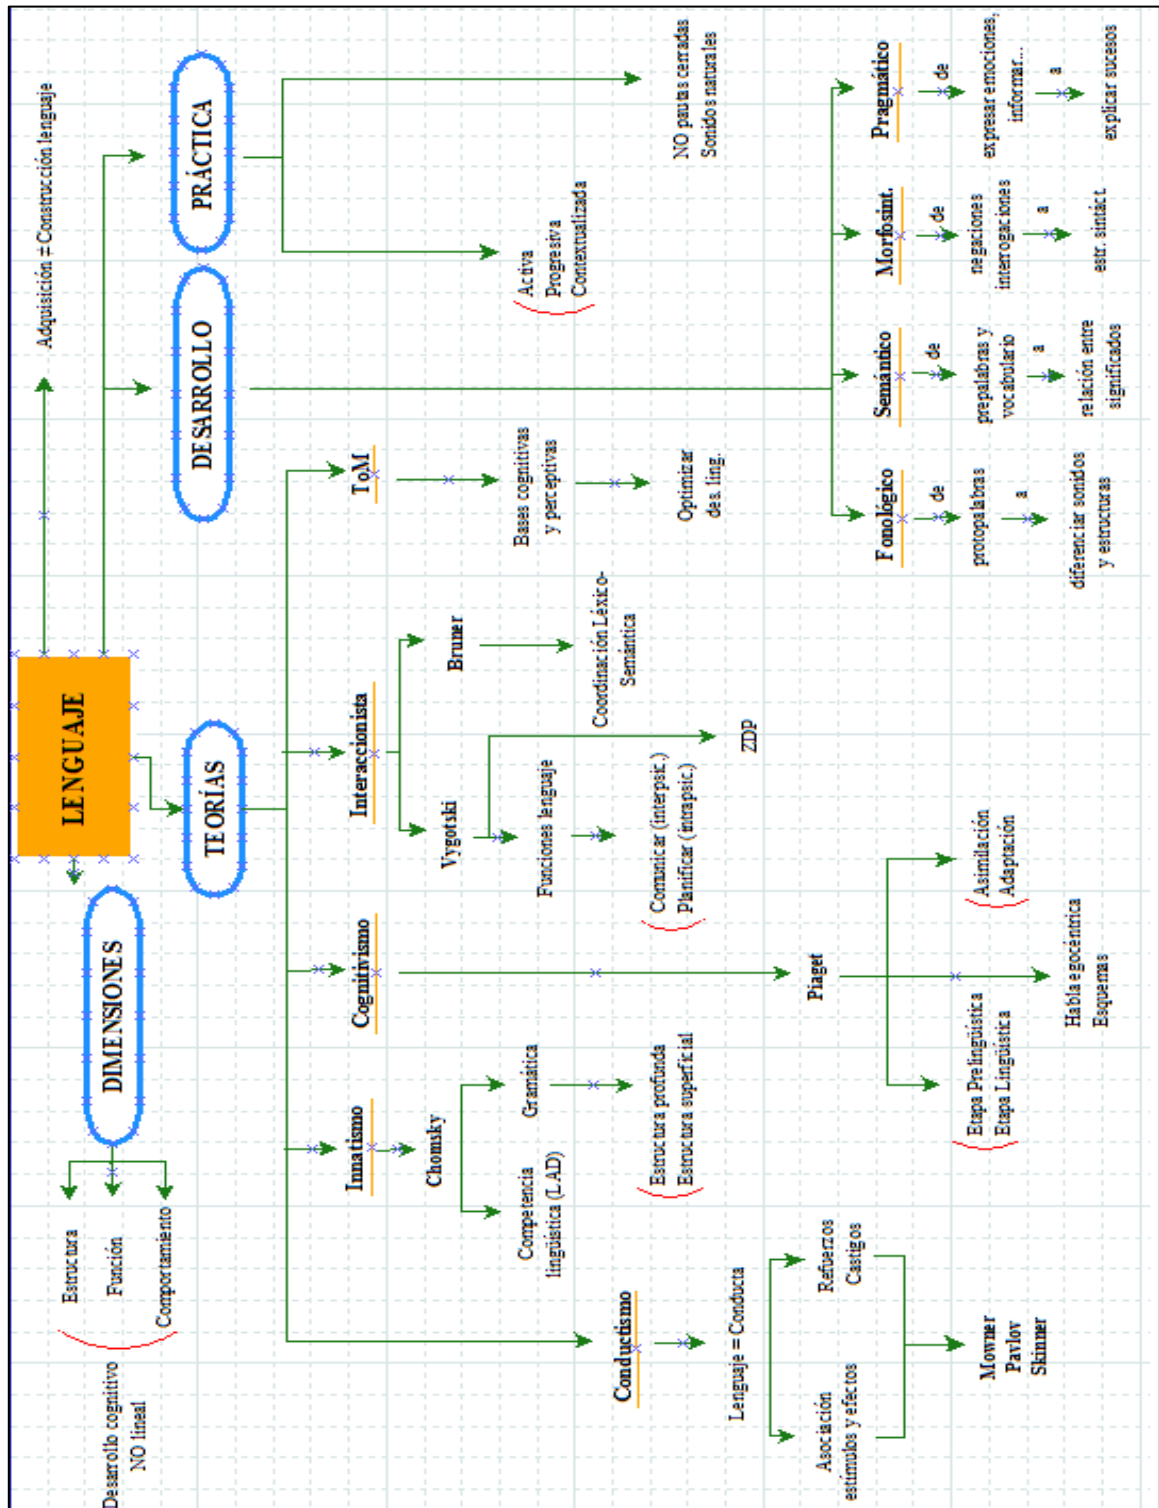 LENGUAJE
Adquisición ≠ Construcción lenguaje
DIMENSIONES
Estructura
Función
Comportamiento
Desarrollo cognitivo
NO lineal
TEORÍAS
Conductismo
Lenguaje = Conducta
Asociación
estímulos y efectos
Refuerzos
Castigos
Mowner
Pavlov
Skinner
Innatismo
Chomsky
Competencia
lingüística (LAD)
Gramática
Estructura profunda
Estructura superficial
Cognitivismo
Piaget
Etapa Prelingüística
Etapa Lingüística
Habla egocéntrica
Esquemas
Asimilación
Adaptación
Interaccionista
Vygotski
Funciones lenguaje
Comunicar (interpsic.)
Planificar (intrapsic.)
ZDP
Bruner
Coordinación Léxico-
Semántica
ToM
Bases cognitivas
y perceptivas
Optimizar
des. ling.
DESARROLLO
Fonológico
de
protopalabras
a
diferenciar sonidos
y estructuras
Semántico
de
prepalabras y
vocabulario
a
relación entre
significados
Morfosint.
de
negaciones
interrogaciones
a
estr. sintáct.
Pragmático
de
expresar emociones,
informar...
a
explicar sucesos
PRÁCTICA
Activa
Progresiva
Contextualizada
NO pautas cerradas
Sonidos naturales